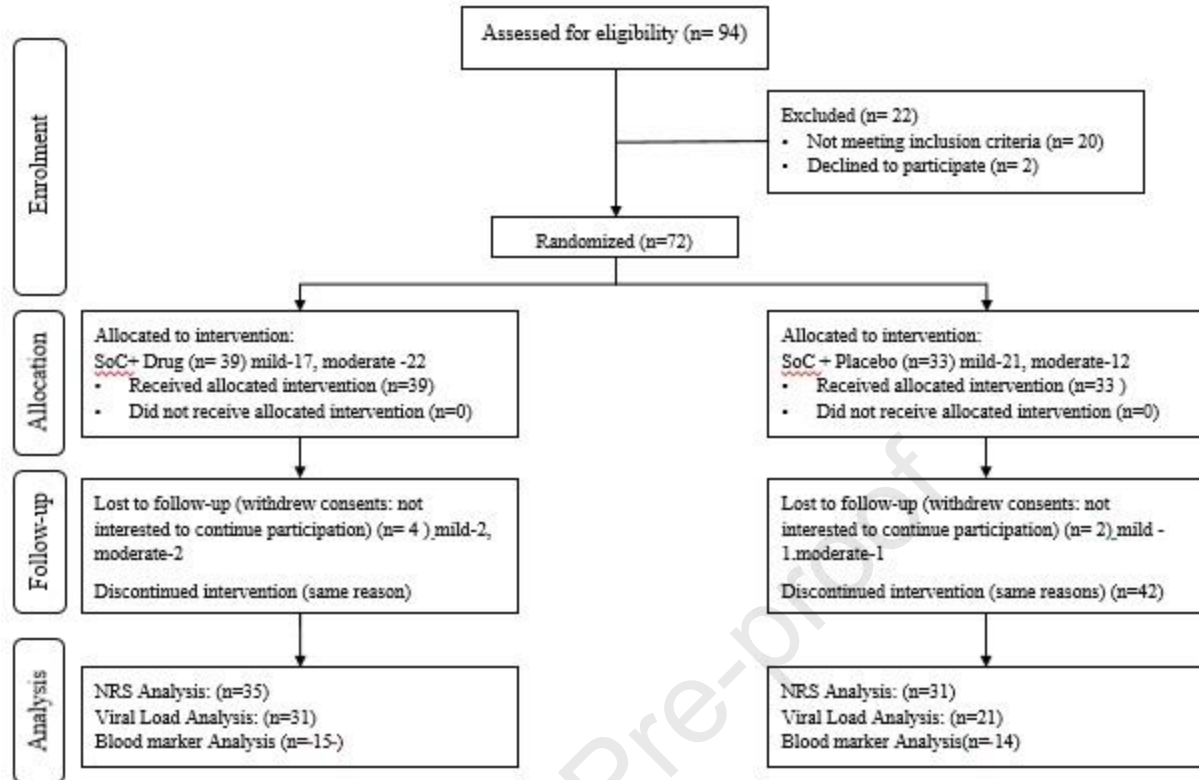 Assessed for eligibility (n= 94)
Enrolment
Excluded (n= 22)
• Not meeting inclusion criteria (n= 20)
• Declined to participate (n= 2)
Randomized (n=72)
Allocation
Allocated to intervention:
SoC+ Drug (n= 39) mild-17, moderate -22
• Received allocated intervention (n=39)
• Did not receive allocated intervention (n=0)
Allocated to intervention:
SoC + Placebo (n=33) mild-21, moderate-12
• Received allocated intervention (n=33 )
• Did not receive allocated intervention (n=0)
Follow-up
Lost to follow-up (withdrew consents: not
interested to continue participation) (n= 4 ) mild-2,
moderate-2
Discontinued intervention (same reason)
Lost to follow-up (withdrew consents: not
interested to continue participation) (n= 2) mild -
1.moderate-1
Discontinued intervention (same reasons) (n=42)
Analysis
NRS Analysis: (n=35)
Viral Load Analysis: (n=31)
Blood marker Analysis (n=-15-)
NRS Analysis: (n=31)
Viral Load Analysis: (n=21)
Blood marker Analysis(n=-14)
Pre-proof